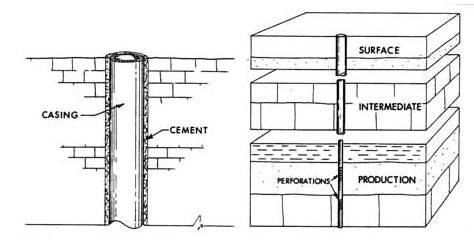 CASING
CEMENT
SURFACE
INTERMEDIATE
PERFORATIONS
PRODUCTION